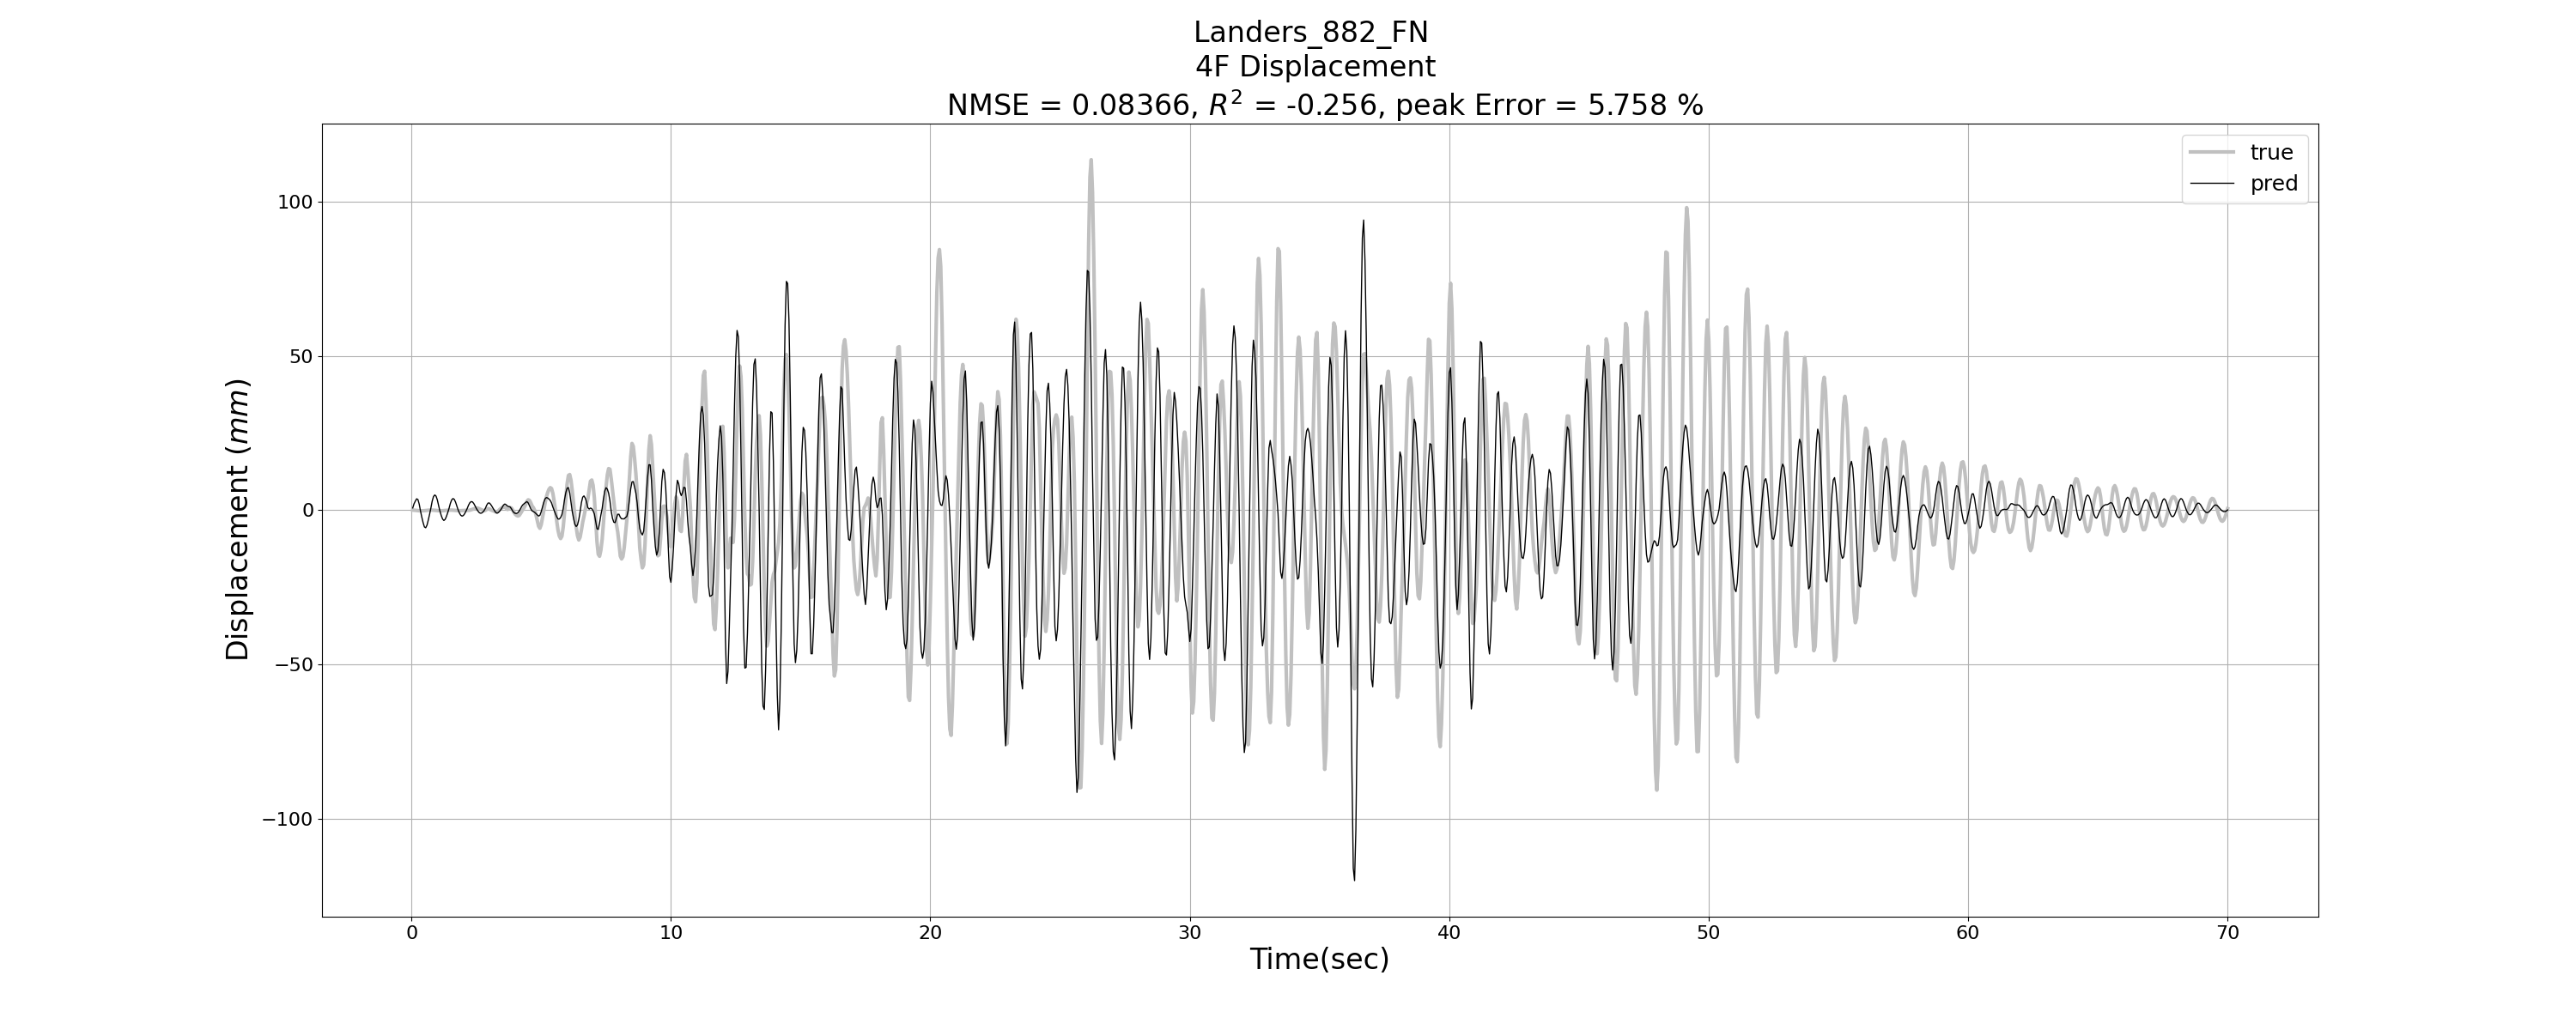 Landers_882_FN
4F Displacement
NMSE = 0.08366, R² = -0.256, peak Error = 5.758 %
true
pred
Displacement (mm)
100
50
0
−50
−100
0 10 20 30 40 50 60 70
Time(sec)